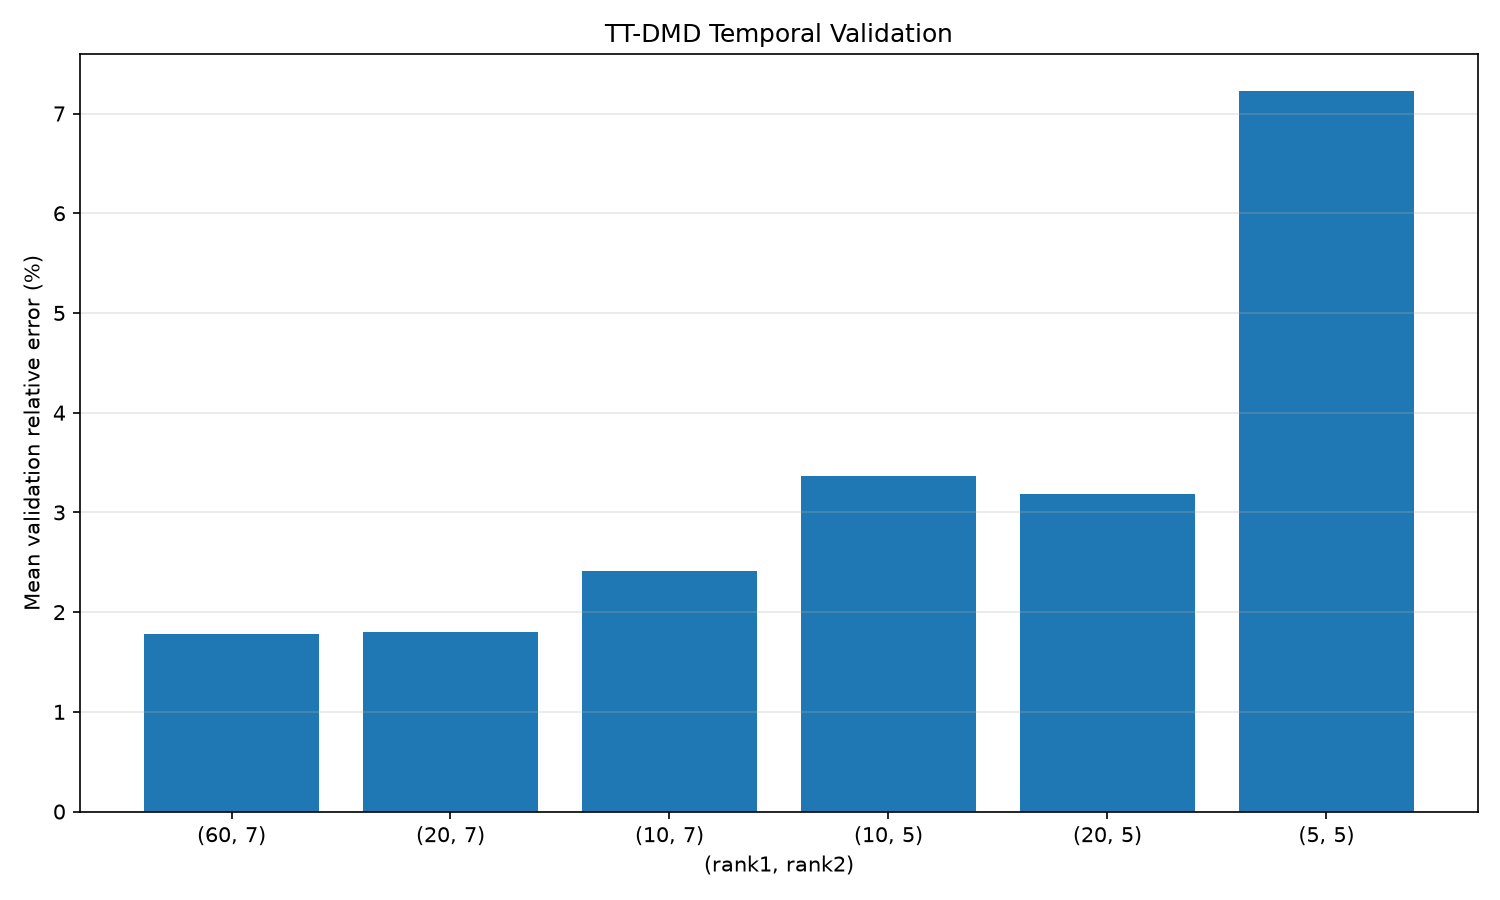 TT-DMD Temporal Validation
Mean validation relative error (%)
7
6
5
4
3
2
1
0
(60, 7) (20, 7) (10, 7) (10, 5) (20, 5) (5, 5)
(rank1, rank2)